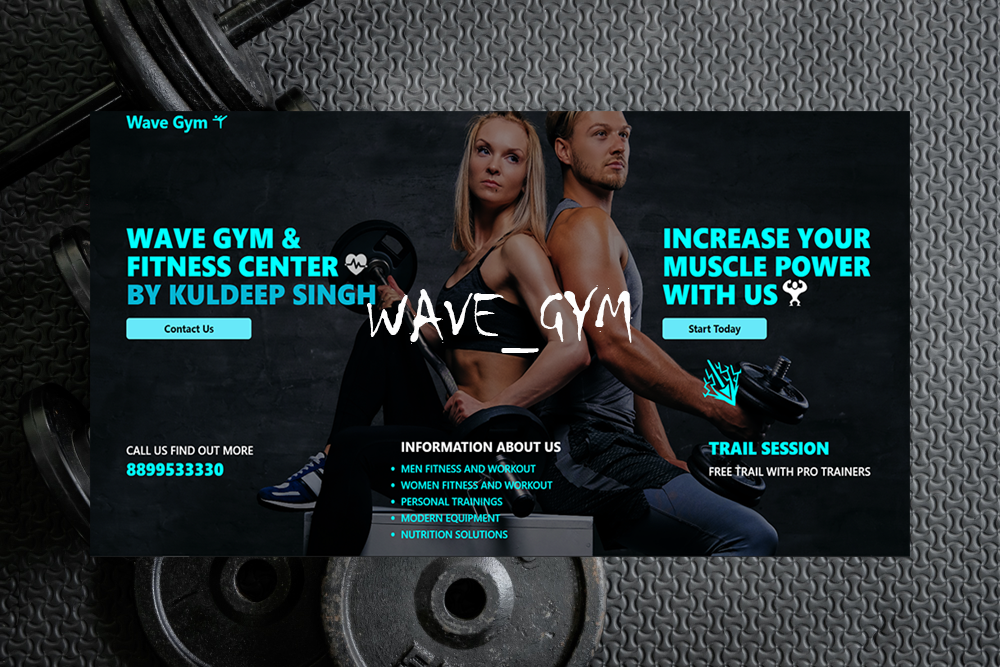 Wave Gym
WAVE GYM &
FITNESS CENTER
BY KULDEEP SINGH
Contact Us
INCREASE YOUR
MUSCLE POWER
WITH US
Start Today
WAVE_GYM
CALL US FIND OUT MORE
8899533330
INFORMATION ABOUT US
• MEN FITNESS AND WORKOUT
• WOMEN FITNESS AND WORKOUT
• PERSONAL TRAININGS
• MODERN EQUIPMENT
• NUTRITION SOLUTIONS
TRAIL SESSION
FREE TRAIL WITH PRO TRAINERS